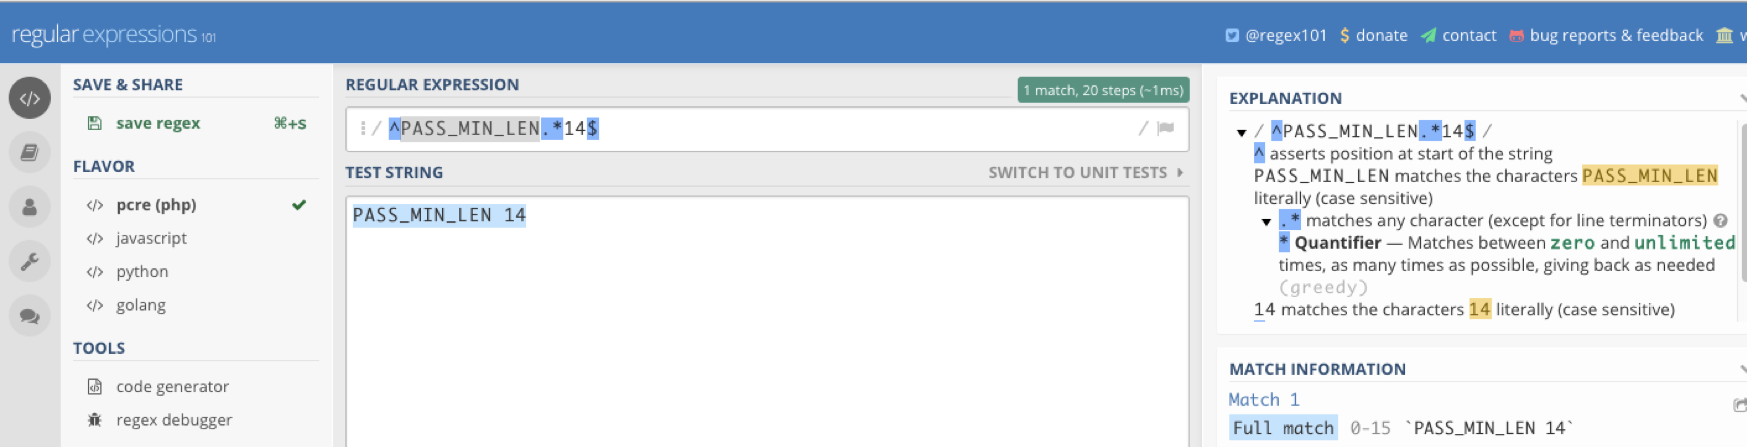 regular expressions 101
@regex101 $ donate contact bug reports & feedback
SAVE & SHARE
save regex ⌘+S
FLAVOR
</> pcre (php)
</> javascript
</> python
</> golang
TOOLS
code generator
regex debugger
REGULAR EXPRESSION
1 match, 20 steps (~1ms)
/ ^PASS_MIN_LEN.*14$ /
TEST STRING
SWITCH TO UNIT TESTS
PASS_MIN_LEN 14
EXPLANATION
/ ^PASS_MIN_LEN.*14$ /
^ asserts position at start of the string
PASS_MIN_LEN matches the characters PASS_MIN_LEN
literally (case sensitive)
.* matches any character (except for line terminators)
* Quantifier — Matches between zero and unlimited
times, as many times as possible, giving back as needed
(greedy)
14 matches the characters 14 literally (case sensitive)
MATCH INFORMATION
Match 1
Full match 0-15 `PASS_MIN_LEN 14`